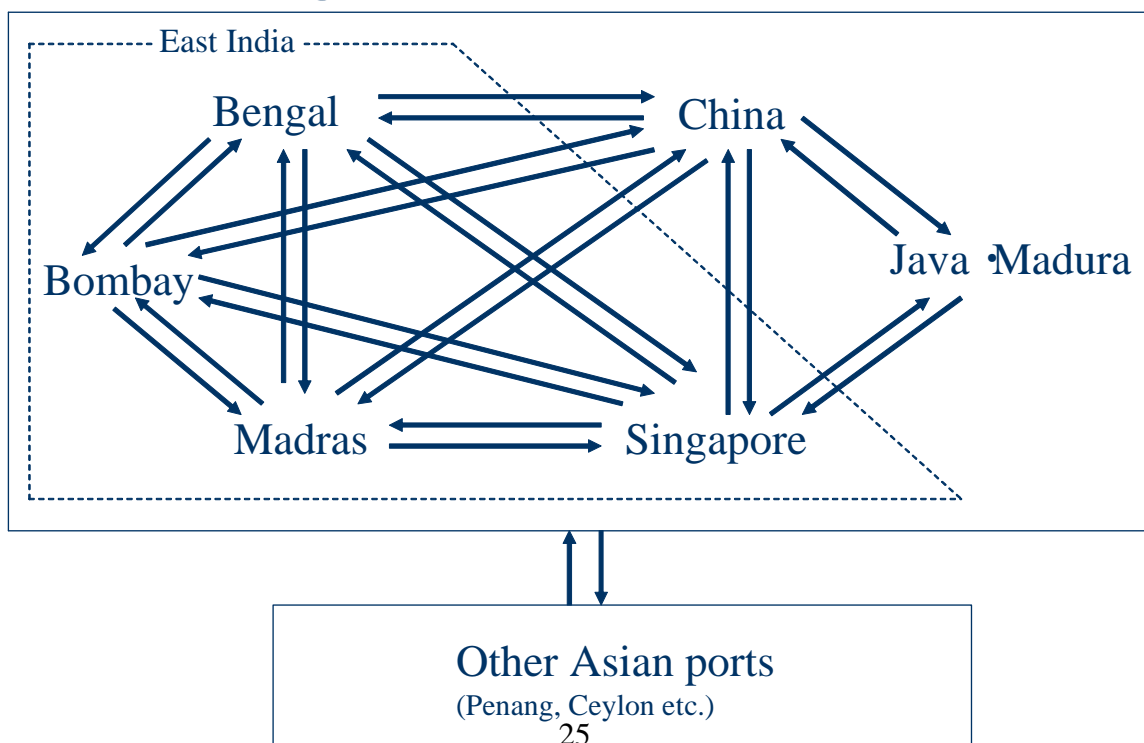 East India
Bengal
China
Bombay
Java •Madura
Madras
Singapore
Other Asian ports
(Penang, Ceylon etc.)
25